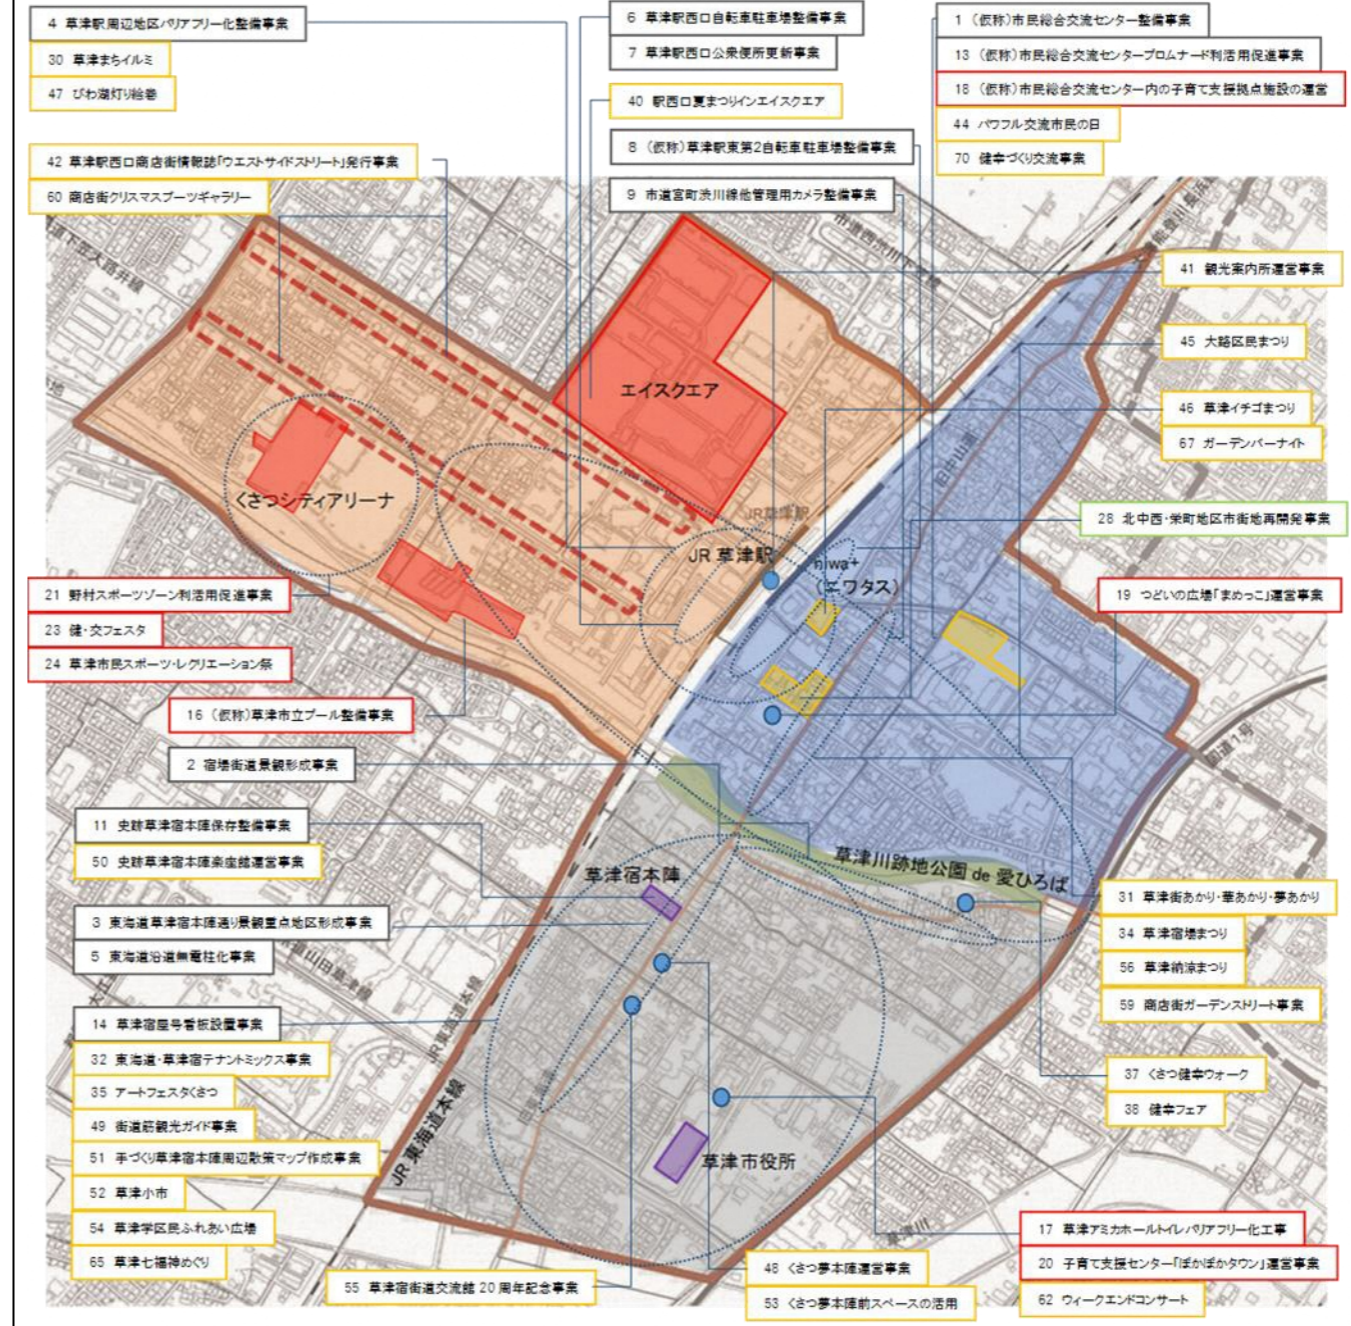 4 草津駅周辺地区バリアフリー化整備事業
30 草津まちイルミ
47 びわ湖灯り絵巻
6 草津駅西口自転車駐車場整備事業
7 草津駅西口公衆便所更新事業
40 駅西口夏まつりインエイスクエア
8 (仮称)草津駅東第2自転車駐車場整備事業
9 市道宮町渋川線他管理用カメラ整備事業
1 (仮称)市民総合交流センター整備事業
13 (仮称)市民総合交流センタープロムナード利活用促進事業
18 (仮称)市民総合交流センター内の子育て支援拠点施設の運営
44 パワフル交流市民の日
70 健幸づくり交流事業
42 草津駅西口商店街情報誌「ウエストサイドストリート」発行事業
60 商店街クリスマスブーツギャラリー
41 観光案内所運営事業
45 大路区民まつり
46 草津イチゴまつり
67 ガーデンバーナイト
28 北中西・栄町地区市街地再開発事業
19 つどいの広場「まめっこ」運営事業
エイスクエア
くさつシティアリーナ
JR草津駅
JR 草津駅
niwa+
(ニワタス)
21 野村スポーツゾーン利活用促進事業
23 健・交フェスタ
24 草津市民スポーツ・レクリエーション祭
16 (仮称)草津市立プール整備事業
2 宿場街道景観形成事業
国道1号
11 史跡草津宿本陣保存整備事業
50 史跡草津宿本陣楽座館運営事業
草津宿本陣
草津川跡地公園 de 愛ひろば
3 東海道草津宿本陣通り景観重点地区形成事業
5 東海道沿道無電柱化事業
31 草津街あかり・華あかり・夢あかり
34 草津宿場まつり
56 草津納涼まつり
59 商店街ガーデンストリート事業
14 草津宿屋号看板設置事業
32 東海道・草津宿テナントミックス事業
35 アートフェスタくさつ
49 街道筋観光ガイド事業
51 手づくり草津宿本陣周辺散策マップ作成事業
52 草津小市
54 草津学区民ふれあい広場
65 草津七福神めぐり
JR東海道本線
JR 東海道本線
37 くさつ健幸ウォーク
38 健幸フェア
草津市役所
草津川
17 草津アミカホールトイレバリアフリー化工事
20 子育て支援センター「ぽかぽかタウン」運営事業
62 ウィークエンドコンサート
55 草津宿街道交流館 20 周年記念事業
48 くさつ夢本陣運営事業
53 くさつ夢本陣前スペースの活用